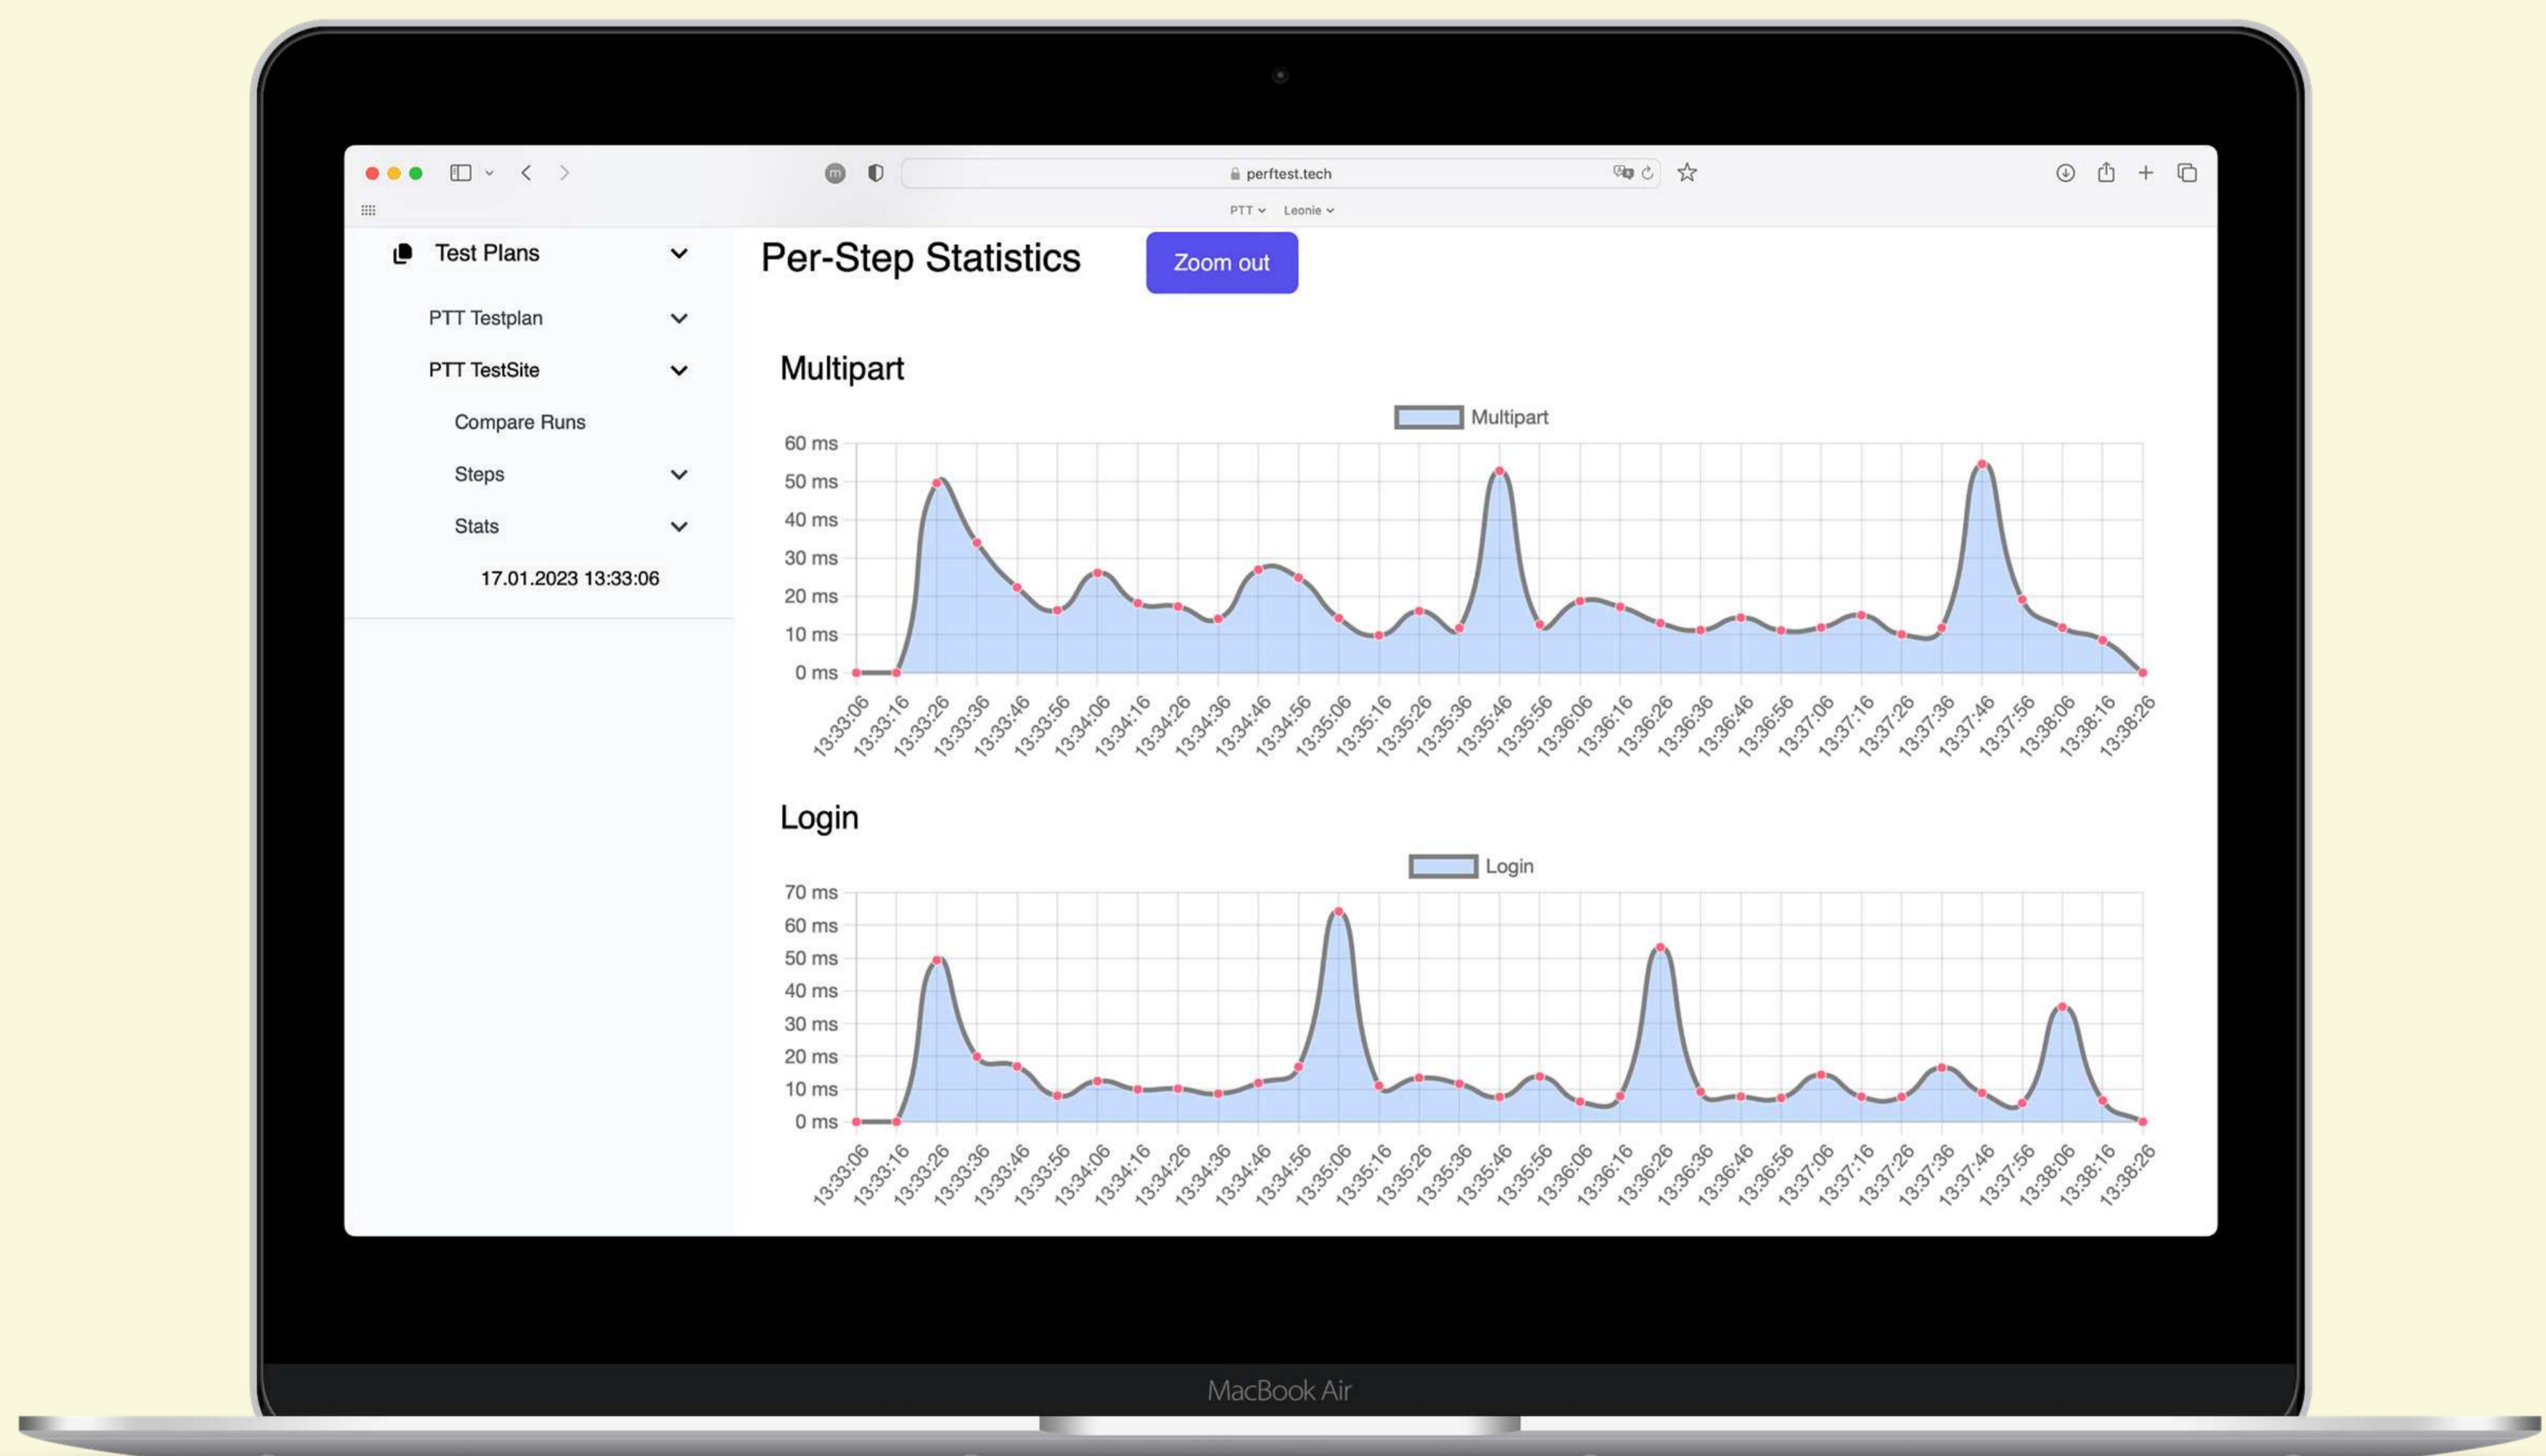 m
perftest.tech
PTT Leonie
Test Plans
PTT Testplan
PTT TestSite
Compare Runs
Steps
Stats
17.01.2023 13:33:06
Per-Step Statistics
Zoom out
Multipart
Multipart
60 ms
50 ms
40 ms
30 ms
20 ms
10 ms
0 ms
13:33:06 13:33:16 13:33:26 13:33:36 13:33:46 13:33:56 13:34:06 13:34:16 13:34:26 13:34:36 13:34:46 13:34:56 13:35:06 13:35:16 13:35:26 13:35:36 13:35:46 13:35:56 13:36:06 13:36:16 13:36:26 13:36:36 13:36:46 13:36:56 13:37:06 13:37:16 13:37:26 13:37:36 13:37:46 13:37:56 13:38:06 13:38:16 13:38:26
Login
Login
70 ms
60 ms
50 ms
40 ms
30 ms
20 ms
10 ms
0 ms
13:33:06 13:33:16 13:33:26 13:33:36 13:33:46 13:33:56 13:34:06 13:34:16 13:34:26 13:34:36 13:34:46 13:34:56 13:35:06 13:35:16 13:35:26 13:35:36 13:35:46 13:35:56 13:36:06 13:36:16 13:36:26 13:36:36 13:36:46 13:36:56 13:37:06 13:37:16 13:37:26 13:37:36 13:37:46 13:37:56 13:38:06 13:38:16 13:38:26
MacBook Air